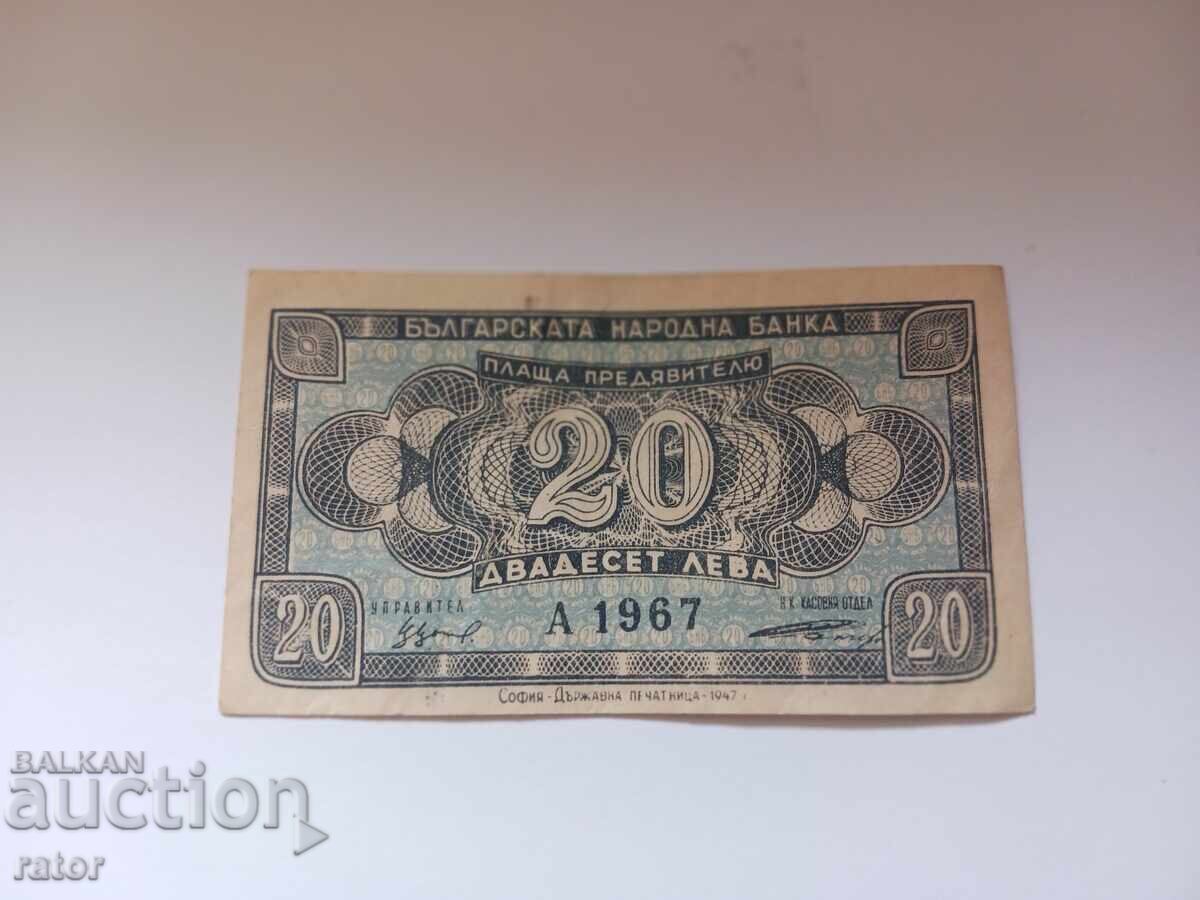 БЪЛГАРСКАТА НАРОДНА БАНКА
ПЛАЩА ПРЕДЯВИТЕЛЮ
20
ДВАДЕСЕТ ЛЕВА
УПРАВИТЕЛ
А 1967
Н-К КАСОВИЯ ОТДЕЛ
20
20
СОФИЯ - ДЪРЖАВНА ПЕЧАТНИЦА - 1947 г
BALKAN
auction
rator